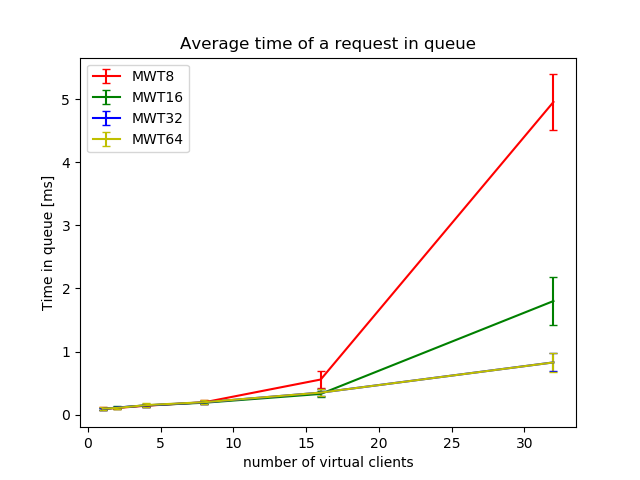 Average time of a request in queue
MWT8
MWT16
MWT32
MWT64
Time in queue [ms]
5
4
3
2
1
0
0 5 10 15 20 25 30
number of virtual clients